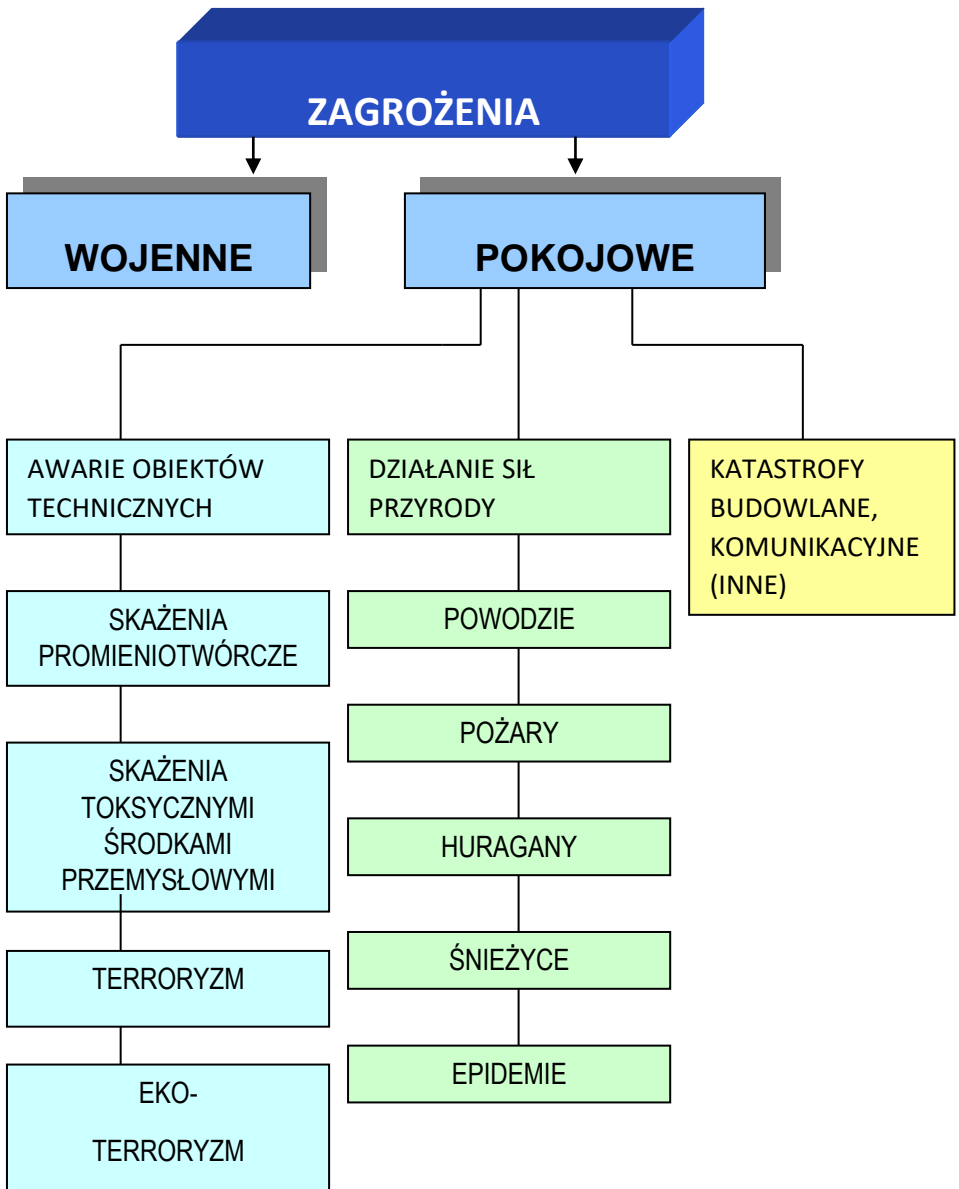 ZAGROŻENIA
WOJENNE
POKOJOWE
AWARIE OBIEKTÓW
TECHNICZNYCH
SKAŻENIA
PROMIENIOTWÓRCZE
SKAŻENIA
TOKSYCZNYMI
ŚRODKAMI
PRZEMYSŁOWYMI
TERRORYZM
EKO-
TERRORYZM
DZIAŁANIE SIŁ
PRZYRODY
POWODZIE
POŻARY
HURAGANY
ŚNIEŻYCE
EPIDEMIE
KATASTROFY
BUDOWLANE,
KOMUNIKACYJNE
(INNE)